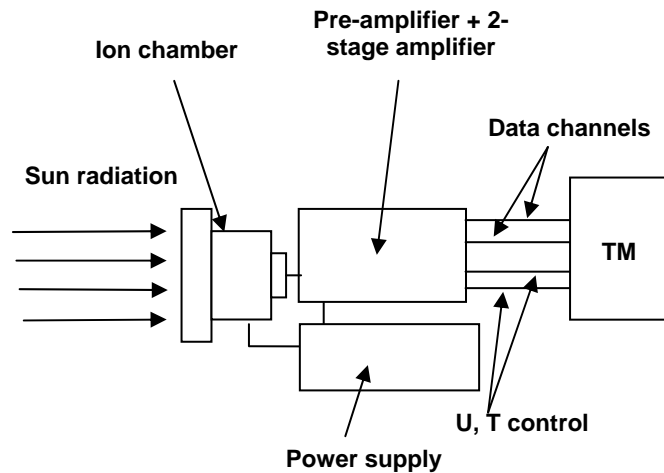 Pre-amplifier + 2-
stage amplifier
Ion chamber
Data channels
Sun radiation
TM
U, T control
Power supply